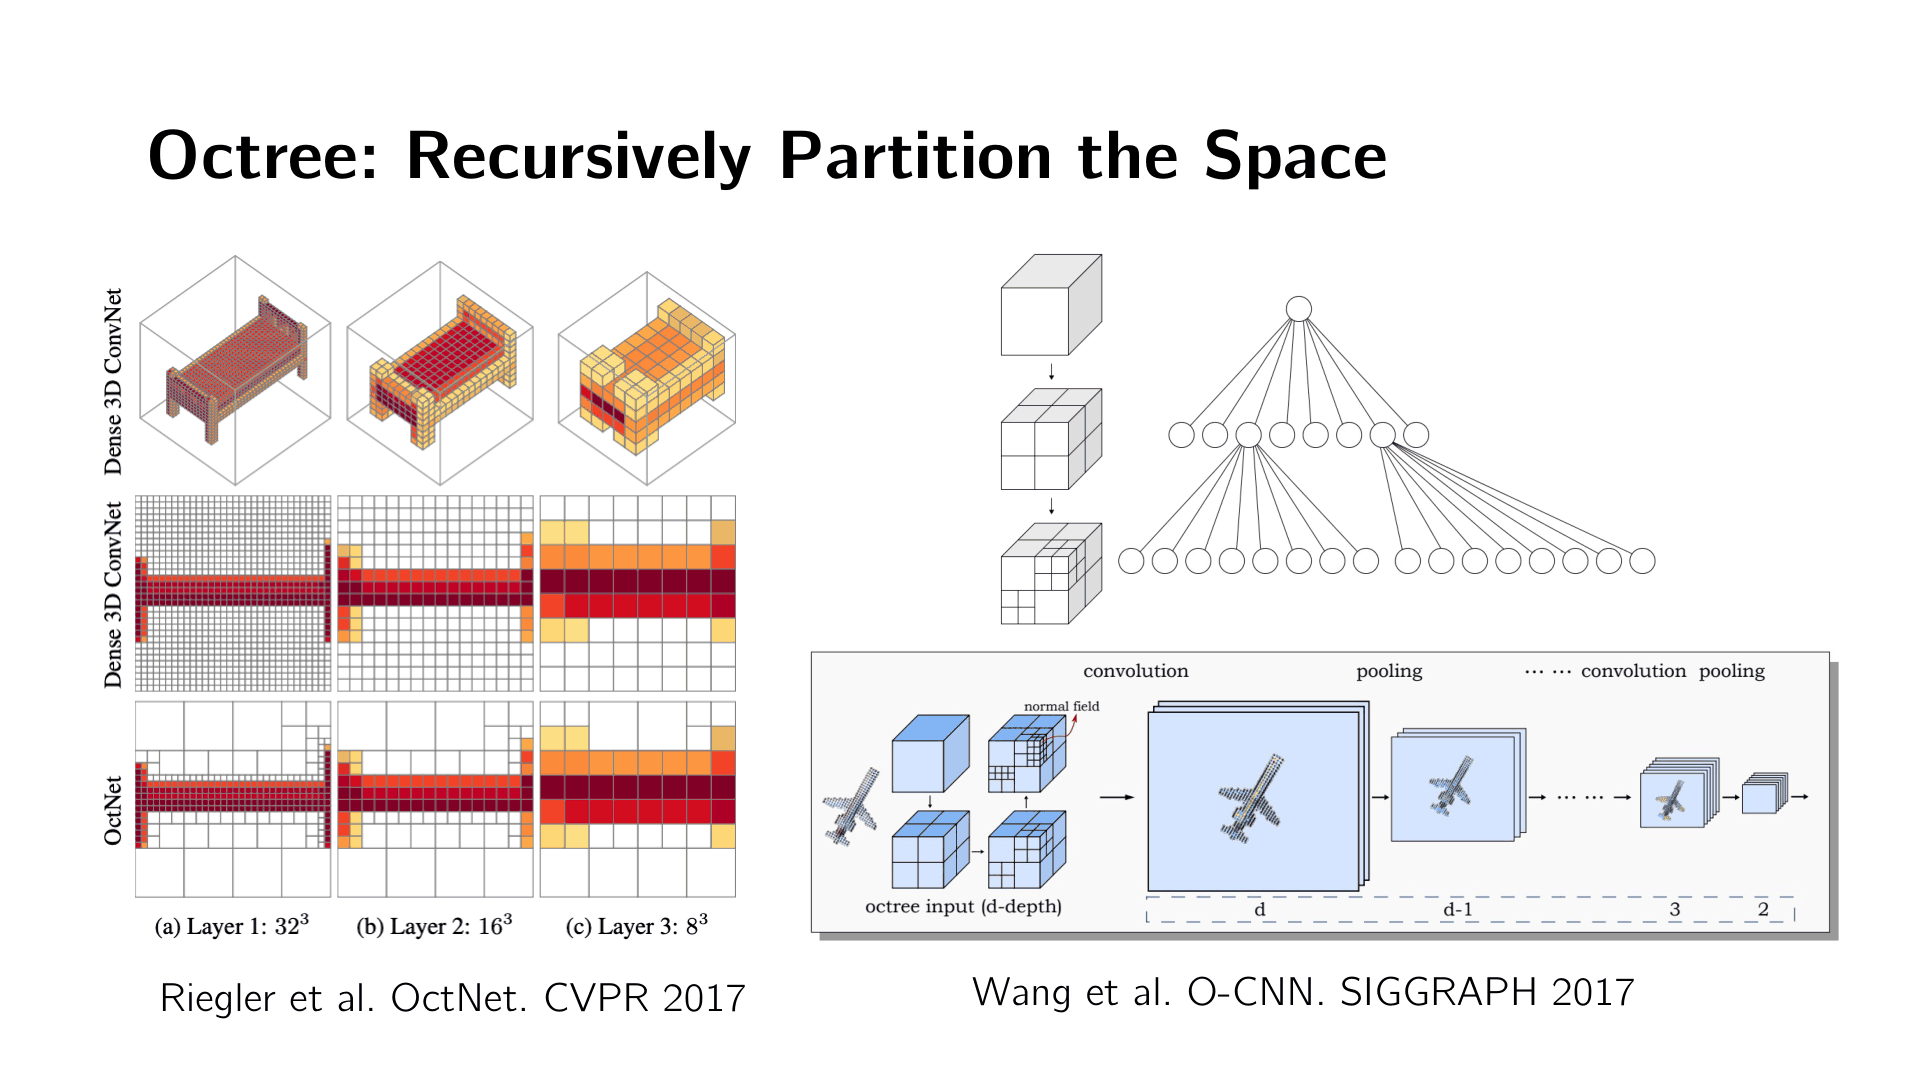 Octree: Recursively Partition the Space
Dense 3D ConvNet
Dense 3D ConvNet
OctNet
(a) Layer 1: 32³
(b) Layer 2: 16³
(c) Layer 3: 8³
Riegler et al. OctNet. CVPR 2017
convolution
pooling
··· ··· convolution pooling
normal field
··· ···
octree input (d-depth)
d
d-1
3
2
Wang et al. O-CNN. SIGGRAPH 2017